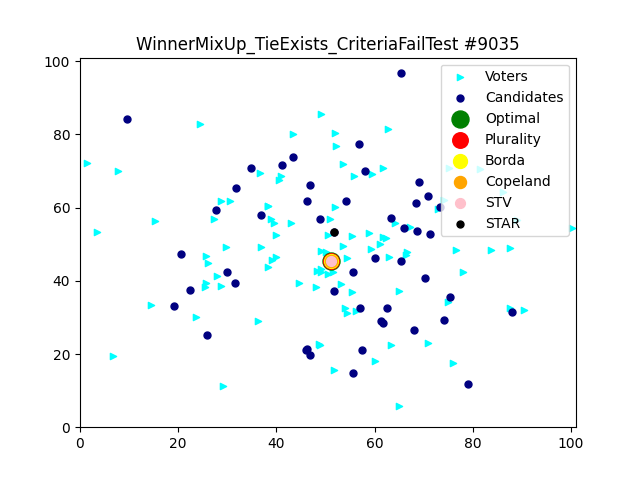 WinnerMixUp_TieExists_CriteriaFailTest #9035
100
80
60
40
20
0
0
20
40
60
80
100
Voters
Candidates
Optimal
Plurality
Borda
Copeland
STV
STAR